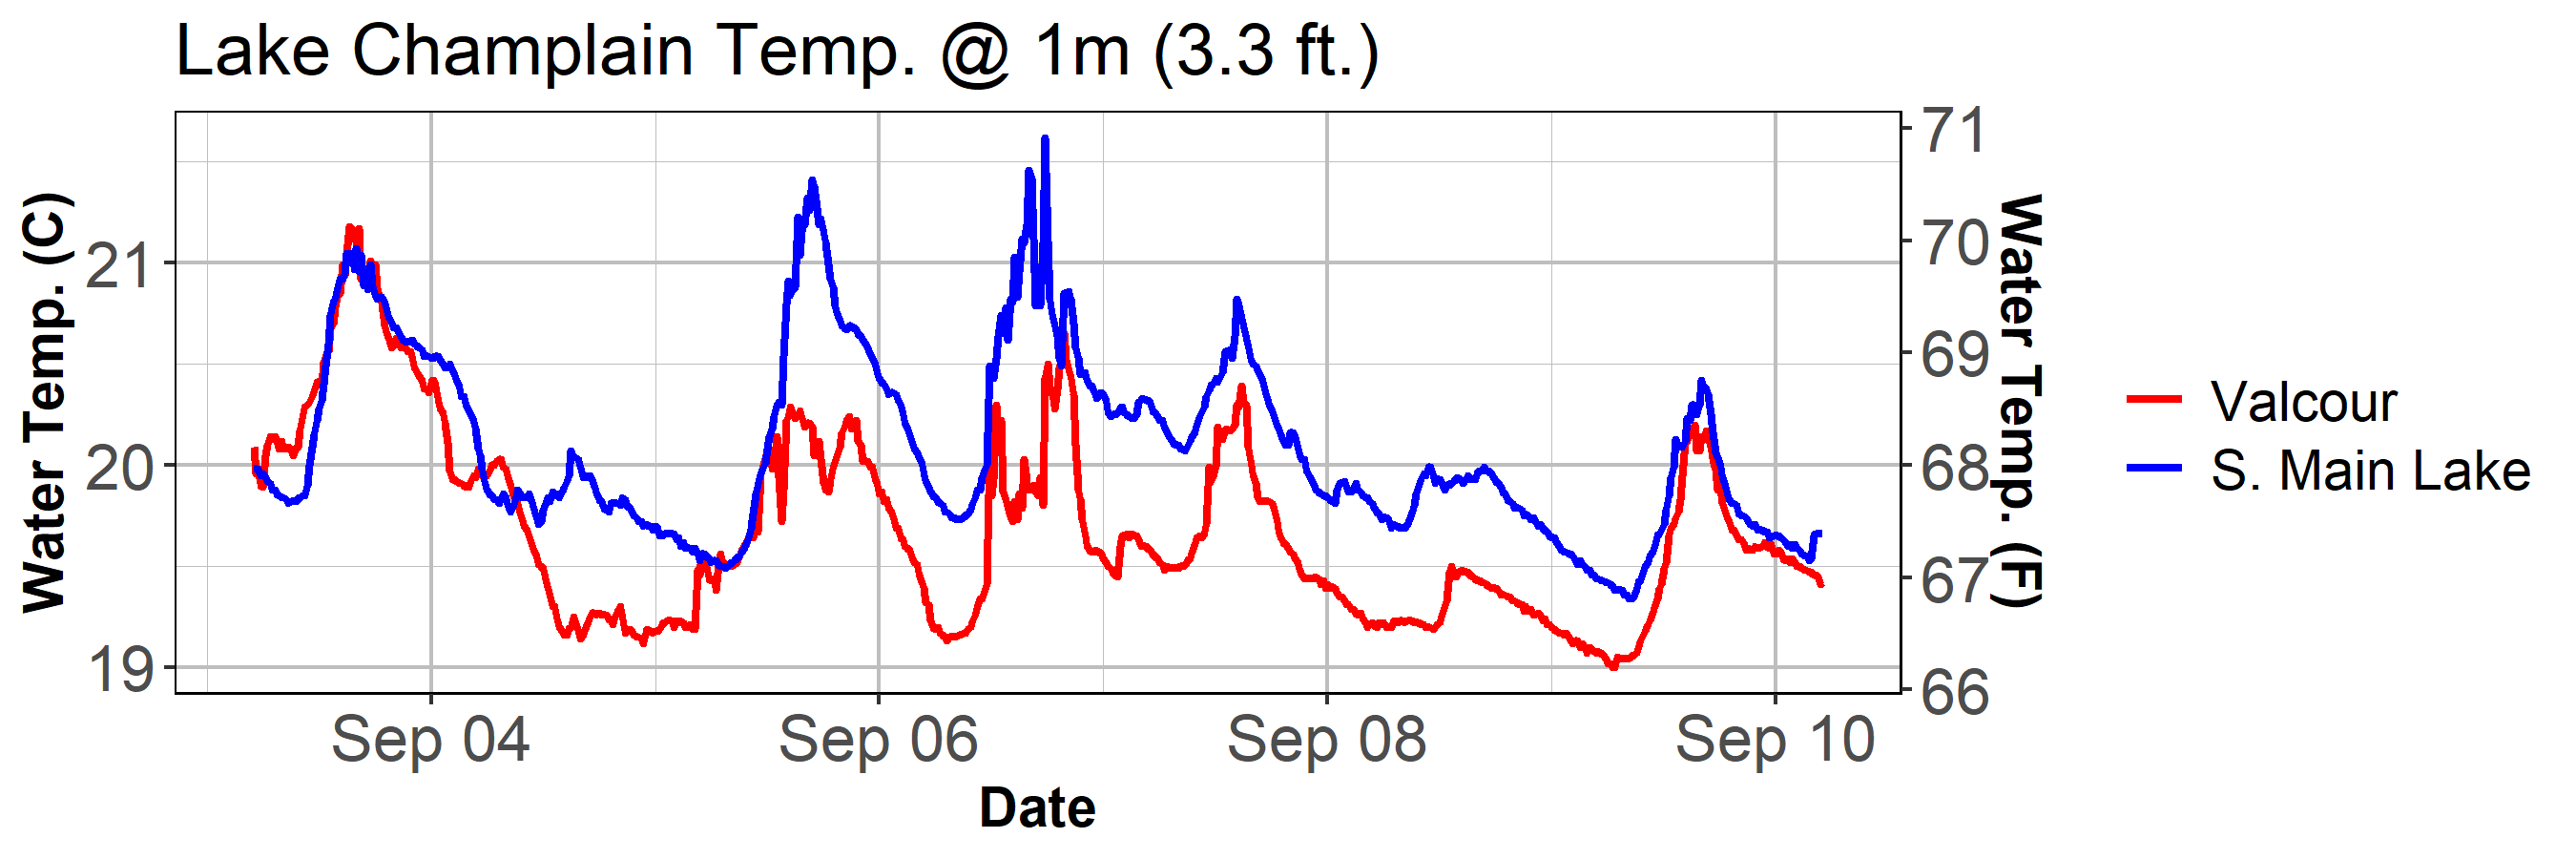 Lake Champlain Temp. @ 1m (3.3 ft.)
Water Temp. (C)
21
20
19
71
70
69
68
67
66
Water Temp. (F)
Sep 04
Sep 06
Sep 08
Sep 10
Date
Valcour
S. Main Lake